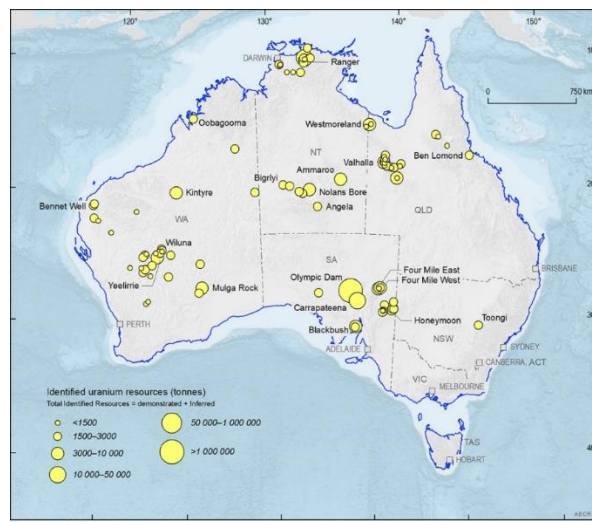 120°
130°
140°
150°
10°
DARWIN
Ranger
0
750 km
Oobagooma
Westmoreland
NT
Valhalla
Ben Lomond
Ammaroo
Bigrlyi
20°
Kintyre
Nolans Bore
Bennet Well
WA
Angela
QLD
Wiluna
SA
Yeelirrie
Olympic Dam
Four Mile East
Four Mile West
BRISBANE
Mulga Rock
Carrapateena
Honeymoon
Toongi
30°
PERTH
Blackbush
NSW
SYDNEY
ADELAIDE
CANBERRA, ACT
VIC
MELBOURNE
Identified uranium resources (tonnes)
Total Identified Resources = demonstrated + Inferred
<1500
50 000–1 000 000
1500–3000
3000–10 000
>1 000 000
10 000–50 000
TAS
HOBART